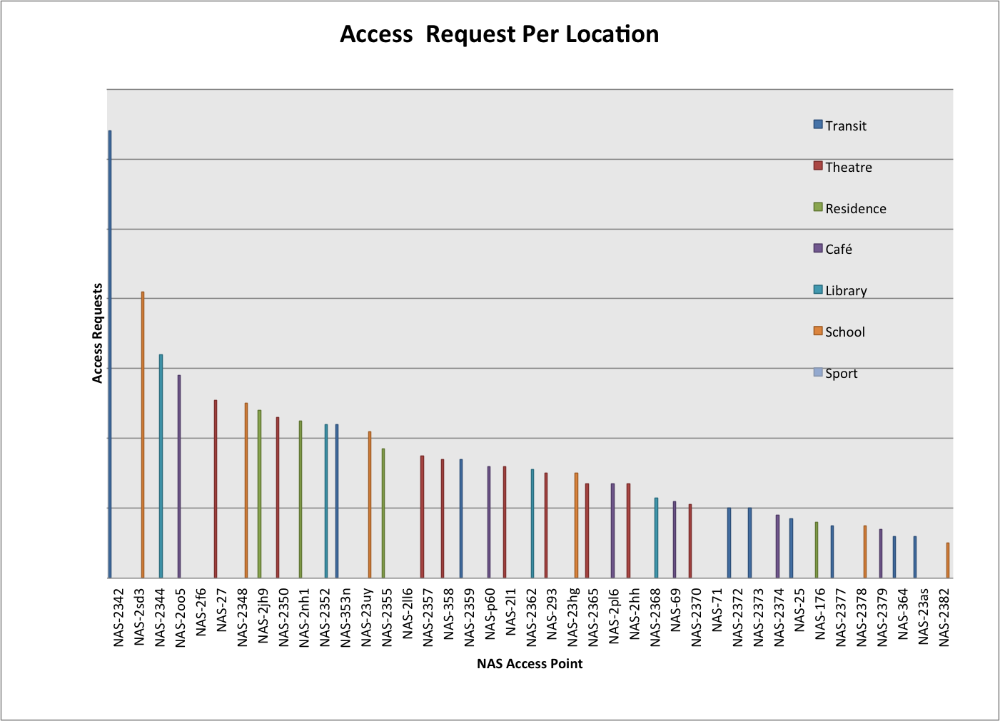 Access  Request Per Location
Transit
Theatre
Residence
Café
Library
School
Sport
Access Requests
NAS-2342
NAS-2sd3
NAS-2344
NAS-2oo5
NAS-2f6
NAS-27
NAS-2348
NAS-2jh9
NAS-2350
NAS-2nh1
NAS-2352
NAS-353n
NAS-23uy
NAS-2355
NAS-2ll6
NAS-2357
NAS-358
NAS-2359
NAS-p60
NAS-2l1
NAS-2362
NAS-293
NAS-23hg
NAS-2365
NAS-2pl6
NAS-2hh
NAS-2368
NAS-69
NAS-2370
NAS-71
NAS-2372
NAS-2373
NAS-2374
NAS-25
NAS-176
NAS-2377
NAS-2378
NAS-2379
NAS-364
NAS-23as
NAS-2382
NAS Access Point